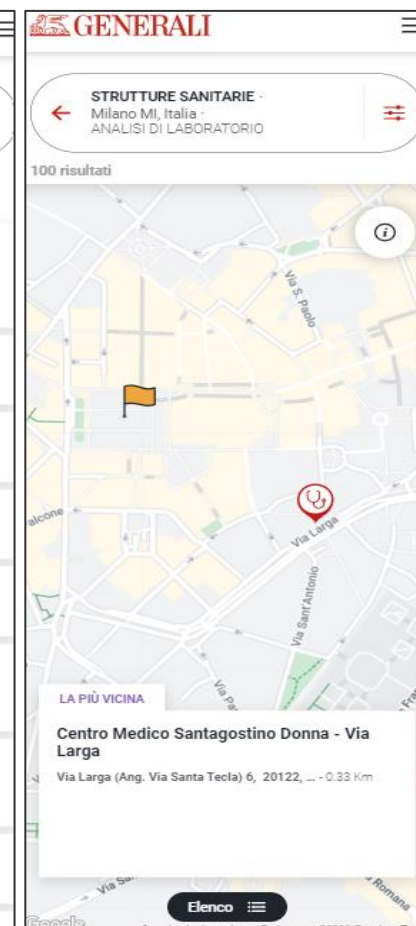 GENERALI
STRUTTURE SANITARIE ·
Milano MI, Italia ·
ANALISI DI LABORATORIO
100 risultati
Via S. Paolo
alcone
Via Larga
Via Sant'Antonio
LA PIÙ VICINA
Centro Medico Santagostino Donna - Via
Larga
Via Larga (Ang. Via Santa Tecla) 6, 20122, ... - 0.33 Km
Elenco
Romana
Google